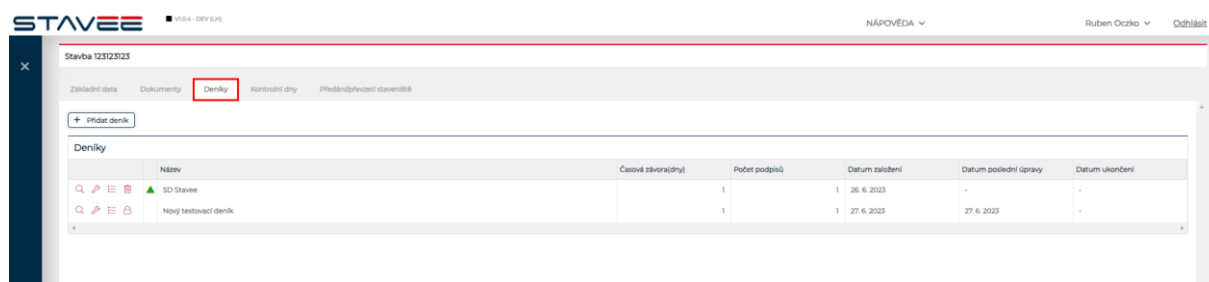 STAVEE V1.0.4 - DEV (LH) NÁPOVĚDA Ruben Oczko Odhlásit
Stavba 123123123
Základní data Dokumenty Deníky Kontrolní dny Předání/převzetí staveniště
+ Přidat deník
Deníky
Název Časová závora(dny) Počet podpisů Datum založení Datum poslední úpravy Datum ukončení
SD Stavee 1 1 26. 6. 2023 - -
Nový testovací deník 1 1 27. 6. 2023 27. 6. 2023 -